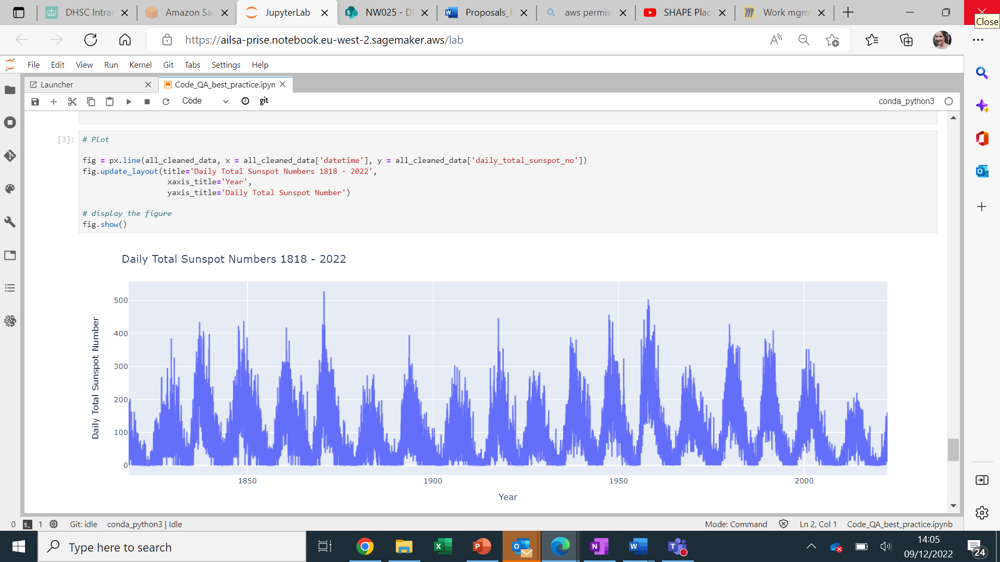 DHSC Intran
Amazon Sag
JupyterLab
NW025 - DH
Proposals_f
aws permis
SHAPE Plac
Work mgmt
Close
https://ailsa-prise.notebook.eu-west-2.sagemaker.aws/lab
File Edit View Run Kernel Git Tabs Settings Help
Launcher
Code_QA_best_practice.ipyn
Code
git
conda_python3
[3]:
# Plot
fig = px.line(all_cleaned_data, x = all_cleaned_data['datetime'], y = all_cleaned_data['daily_total_sunspot_no'])
fig.update_layout(title='Daily Total Sunspot Numbers 1818 - 2022',
xaxis_title='Year',
yaxis_title='Daily Total Sunspot Number')
# display the figure
fig.show()
Daily Total Sunspot Numbers 1818 - 2022
Daily Total Sunspot Number
500
400
300
200
100
0
1850 1900 1950 2000
Year
0 $_ 1 Git: idle conda_python3 | Idle
Mode: Command Ln 2, Col 1 Code_QA_best_practice.ipynb
Type here to search
14:05
09/12/2022
24